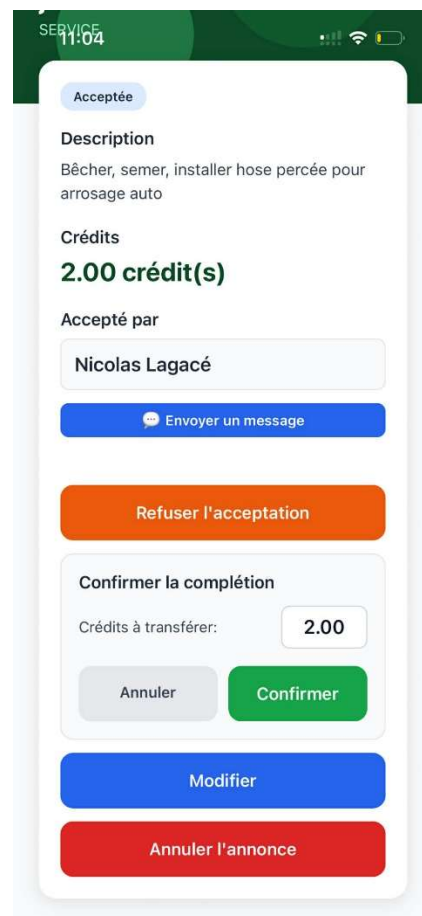 SERVICE
11:04
Acceptée
Description
Bêcher, semer, installer hose percée pour
arrosage auto
Crédits
2.00 crédit(s)
Accepté par
Nicolas Lagacé
Envoyer un message
Refuser l'acceptation
Confirmer la complétion
Crédits à transférer: 2.00
Annuler Confirmer
Modifier
Annuler l'annonce